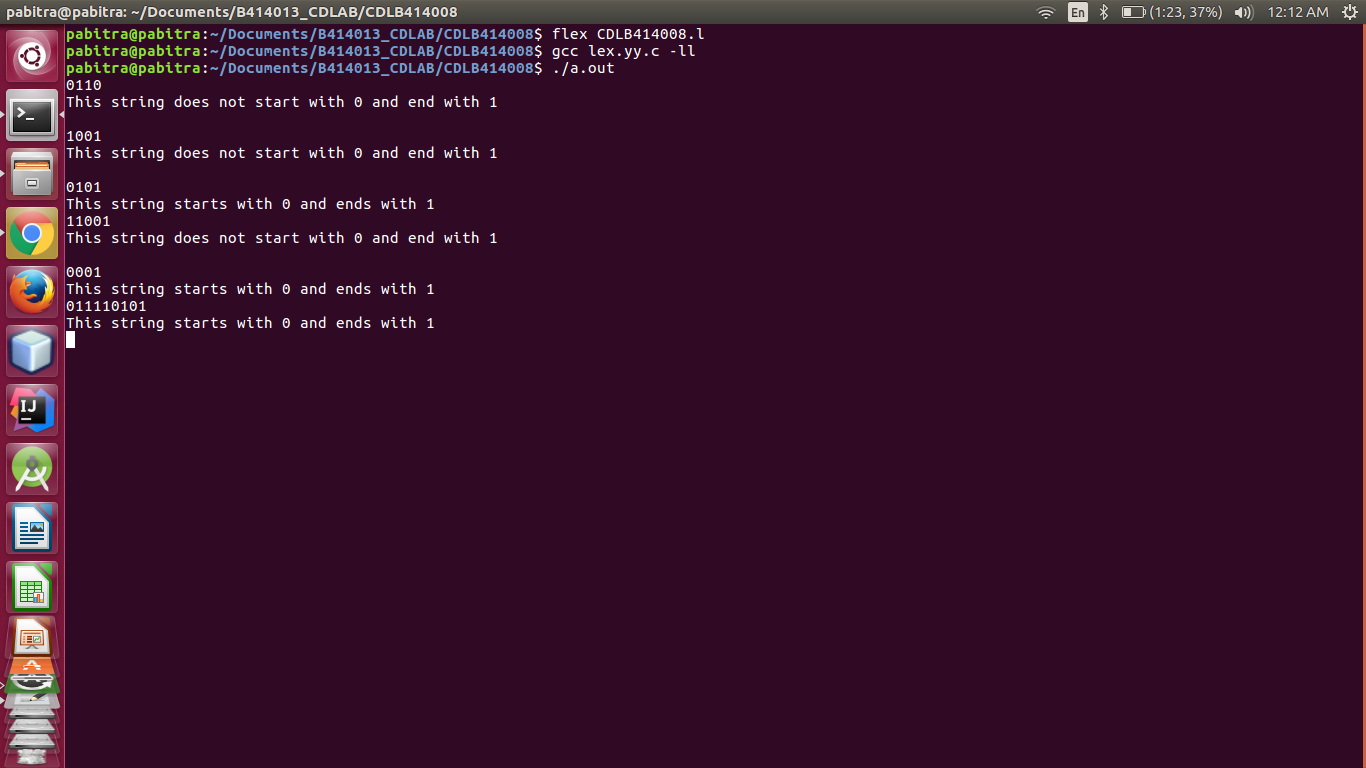 pabitra@pabitra: ~/Documents/B414013_CDLAB/CDLB414008
En
(1:23, 37%)
12:12 AM
pabitra@pabitra:~/Documents/B414013_CDLAB/CDLB414008$ flex CDLB414008.l
pabitra@pabitra:~/Documents/B414013_CDLAB/CDLB414008$ gcc lex.yy.c -ll
pabitra@pabitra:~/Documents/B414013_CDLAB/CDLB414008$ ./a.out
0110
This string does not start with 0 and end with 1
1001
This string does not start with 0 and end with 1
0101
This string starts with 0 and ends with 1
11001
This string does not start with 0 and end with 1
0001
This string starts with 0 and ends with 1
011110101
This string starts with 0 and ends with 1
>_
IJ